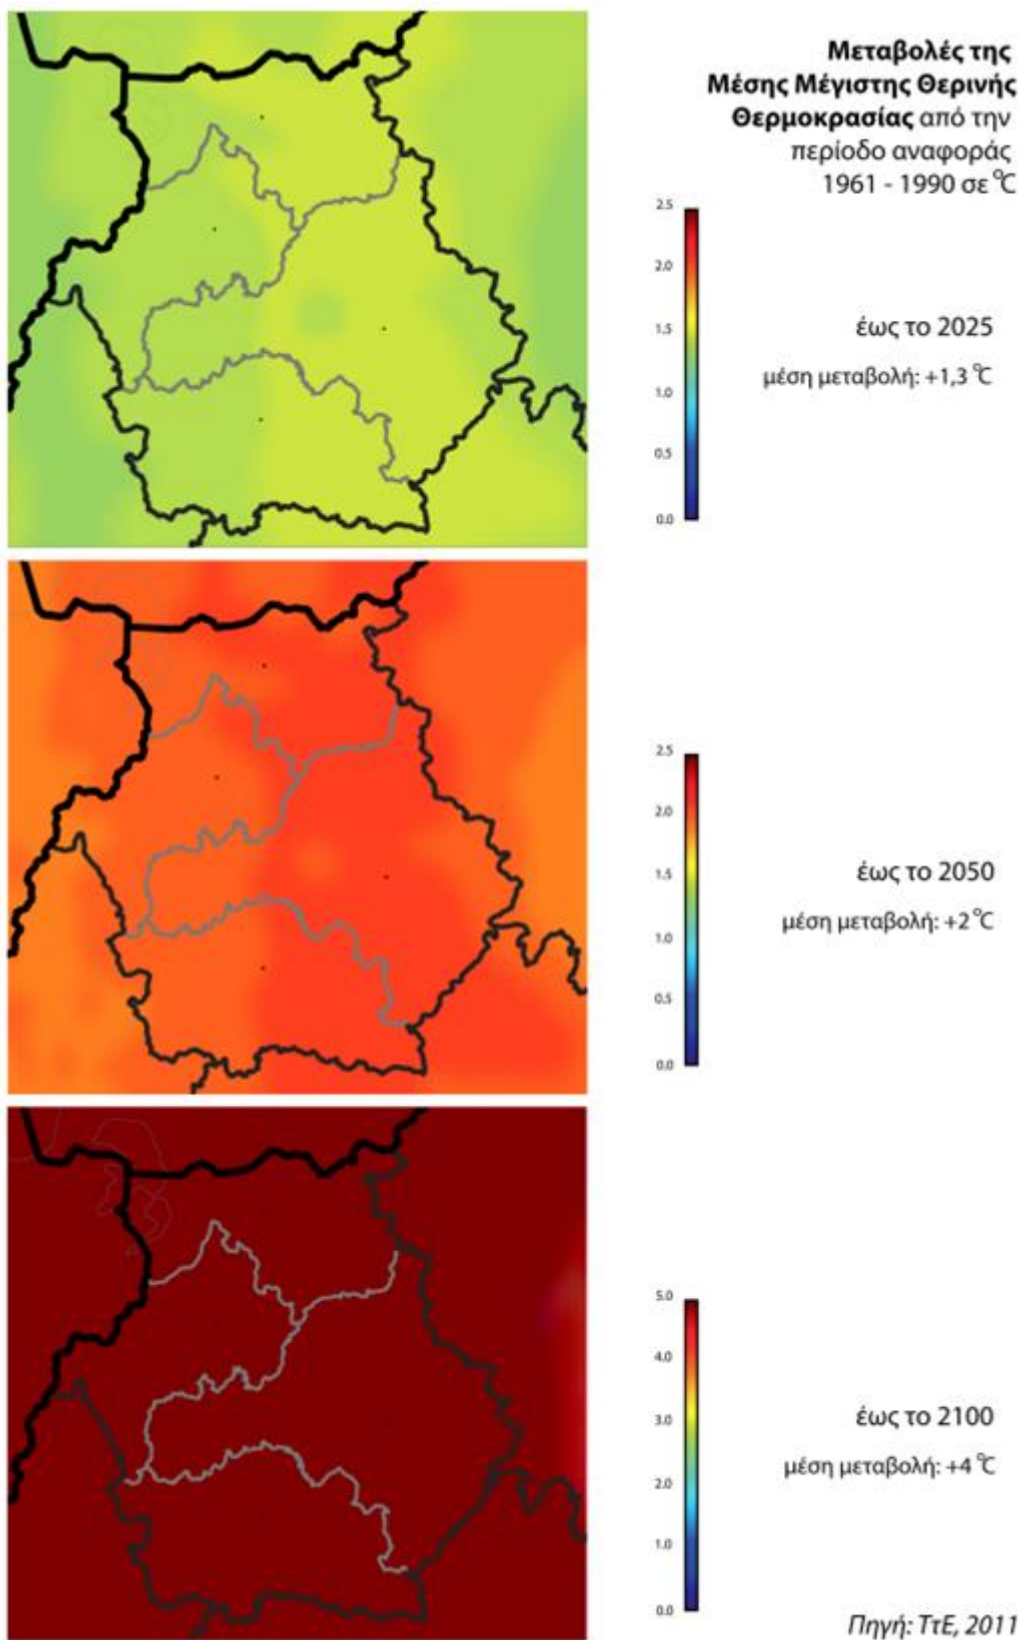 Μεταβολές της
Μέσης Μέγιστης Θερινής
Θερμοκρασίας από την
περίοδο αναφοράς
1961 - 1990 σε °C
2.5
2.0
1.5
1.0
0.5
0.0
έως το 2025
μέση μεταβολή: +1,3 °C
2.5
2.0
1.5
1.0
0.5
0.0
έως το 2050
μέση μεταβολή: +2 °C
5.0
4.0
3.0
2.0
1.0
0.0
έως το 2100
μέση μεταβολή: +4 °C
Πηγή: ΤτΕ, 2011